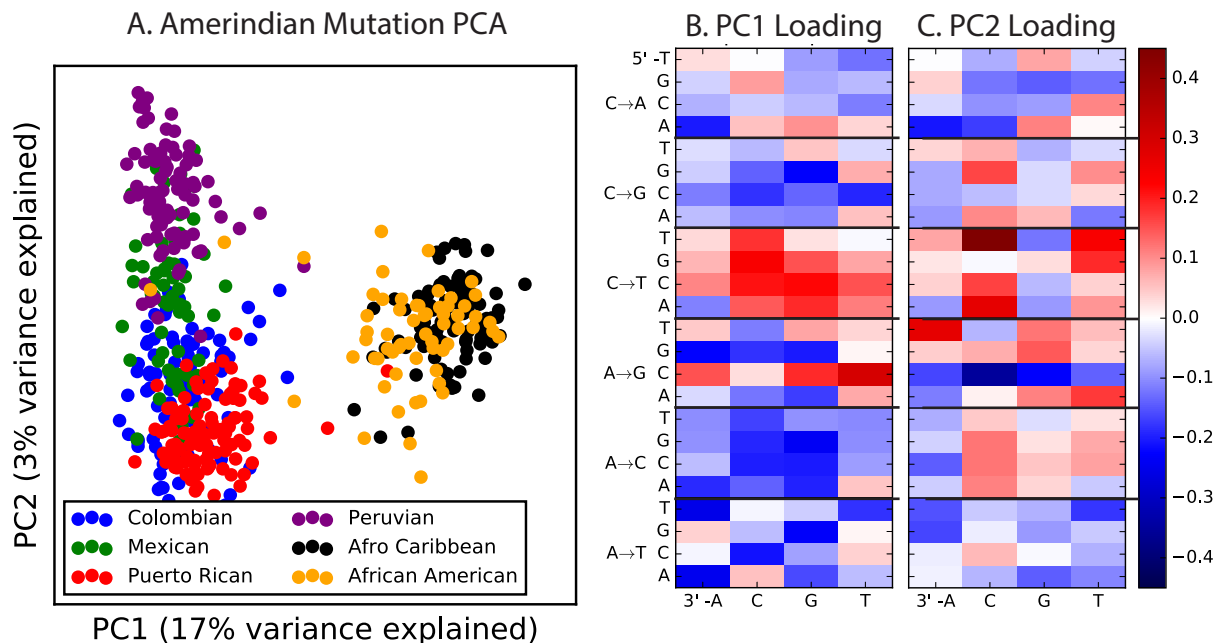 A. Amerindian Mutation PCA
PC2 (3% variance explained)
PC1 (17% variance explained)
Colombian
Mexican
Puerto Rican
Peruvian
Afro Caribbean
African American
B. PC1 Loading
5' -T
G
C→A C
A
T
G
C→G C
A
T
G
C→T C
A
T
G
A→G C
A
T
G
A→C C
A
T
G
A→T C
A
3' -A C G T
C. PC2 Loading
3' -A C G T
0.4
0.3
0.2
0.1
0.0
−0.1
−0.2
−0.3
−0.4